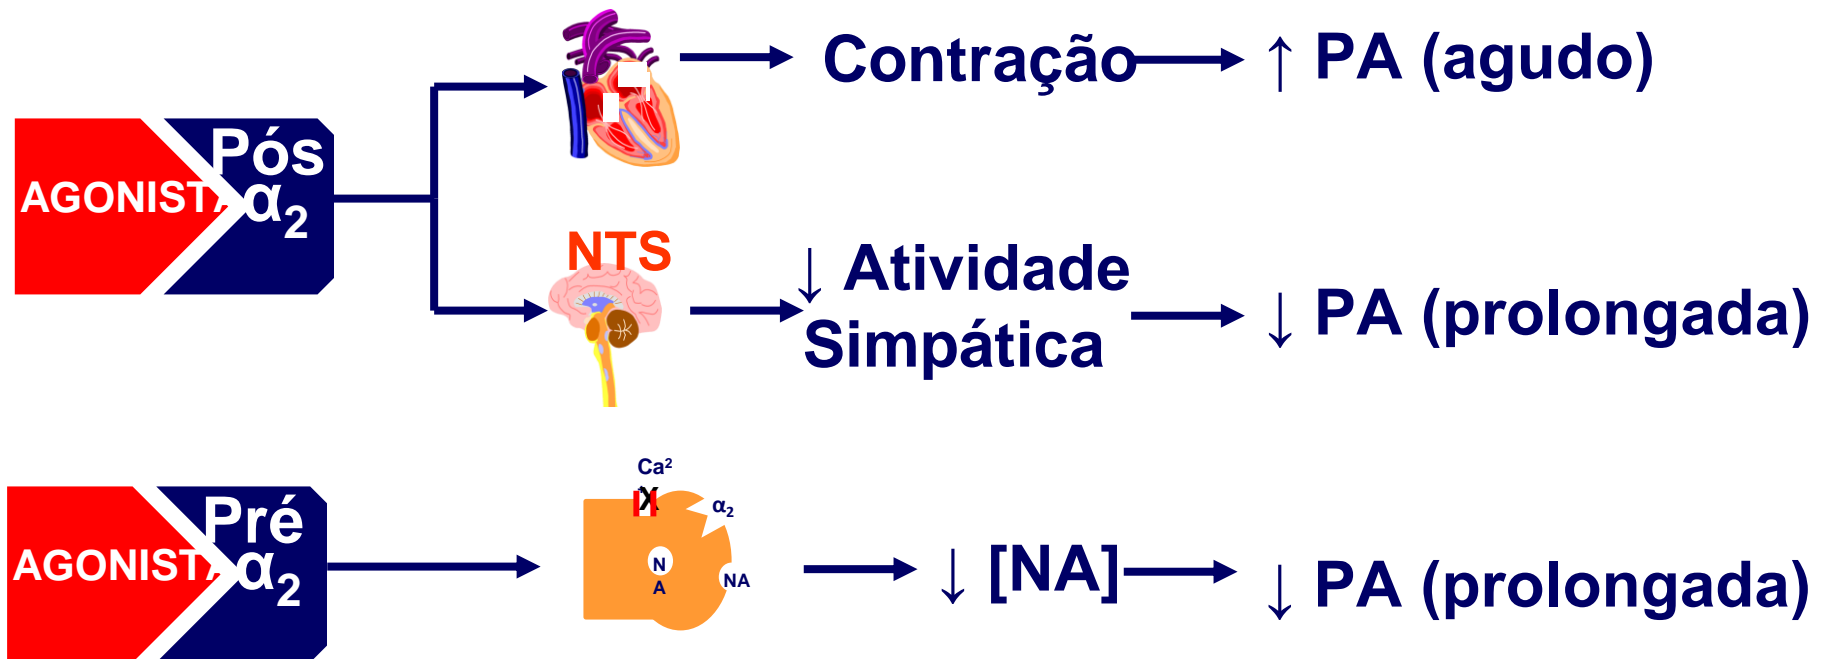 Contração
↑ PA (agudo)
AGONISTA
Pós
α₂
NTS
↓ Atividade
Simpática
↓ PA (prolongada)
AGONISTA
Pré
α₂
Ca²
+
X
α₂
N
A
NA
↓ [NA]
↓ PA (prolongada)